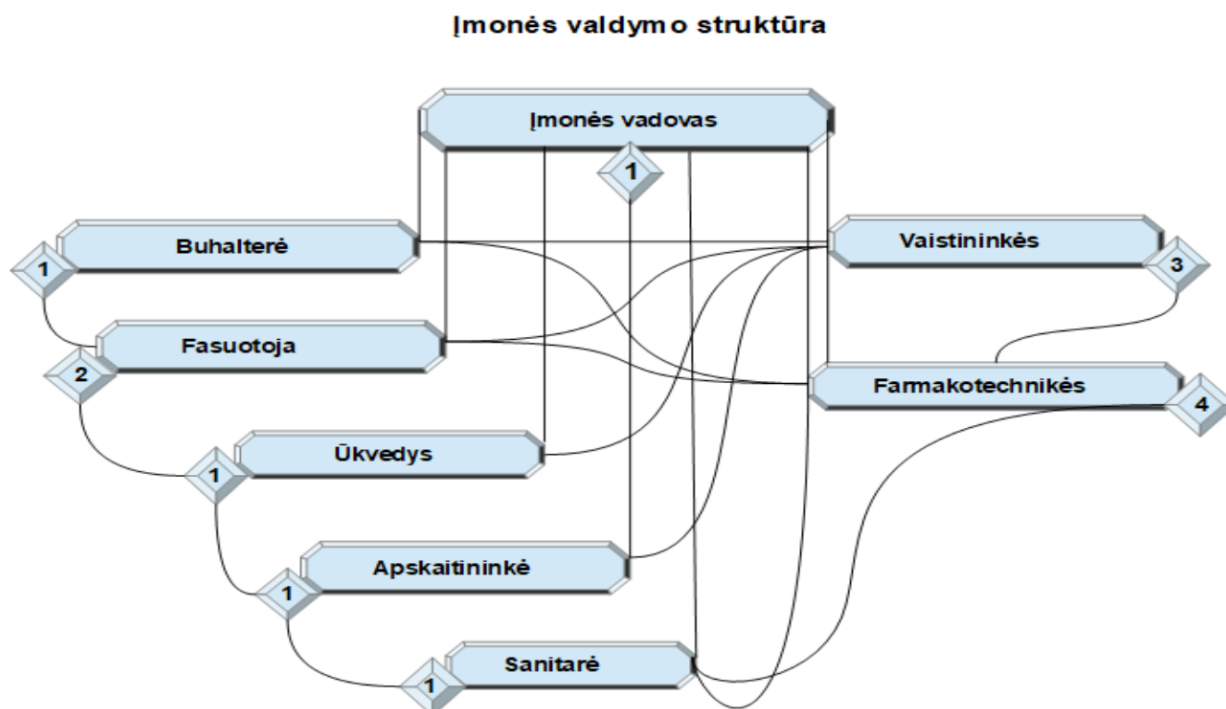 Įmonės valdymo struktūra
Įmonės vadovas
1
Buhalterė
1
Vaistininkės
3
Fasuotoja
2
Farmakotechnikės
4
Ūkvedys
1
Apskaitininkė
1
Sanitarė
1